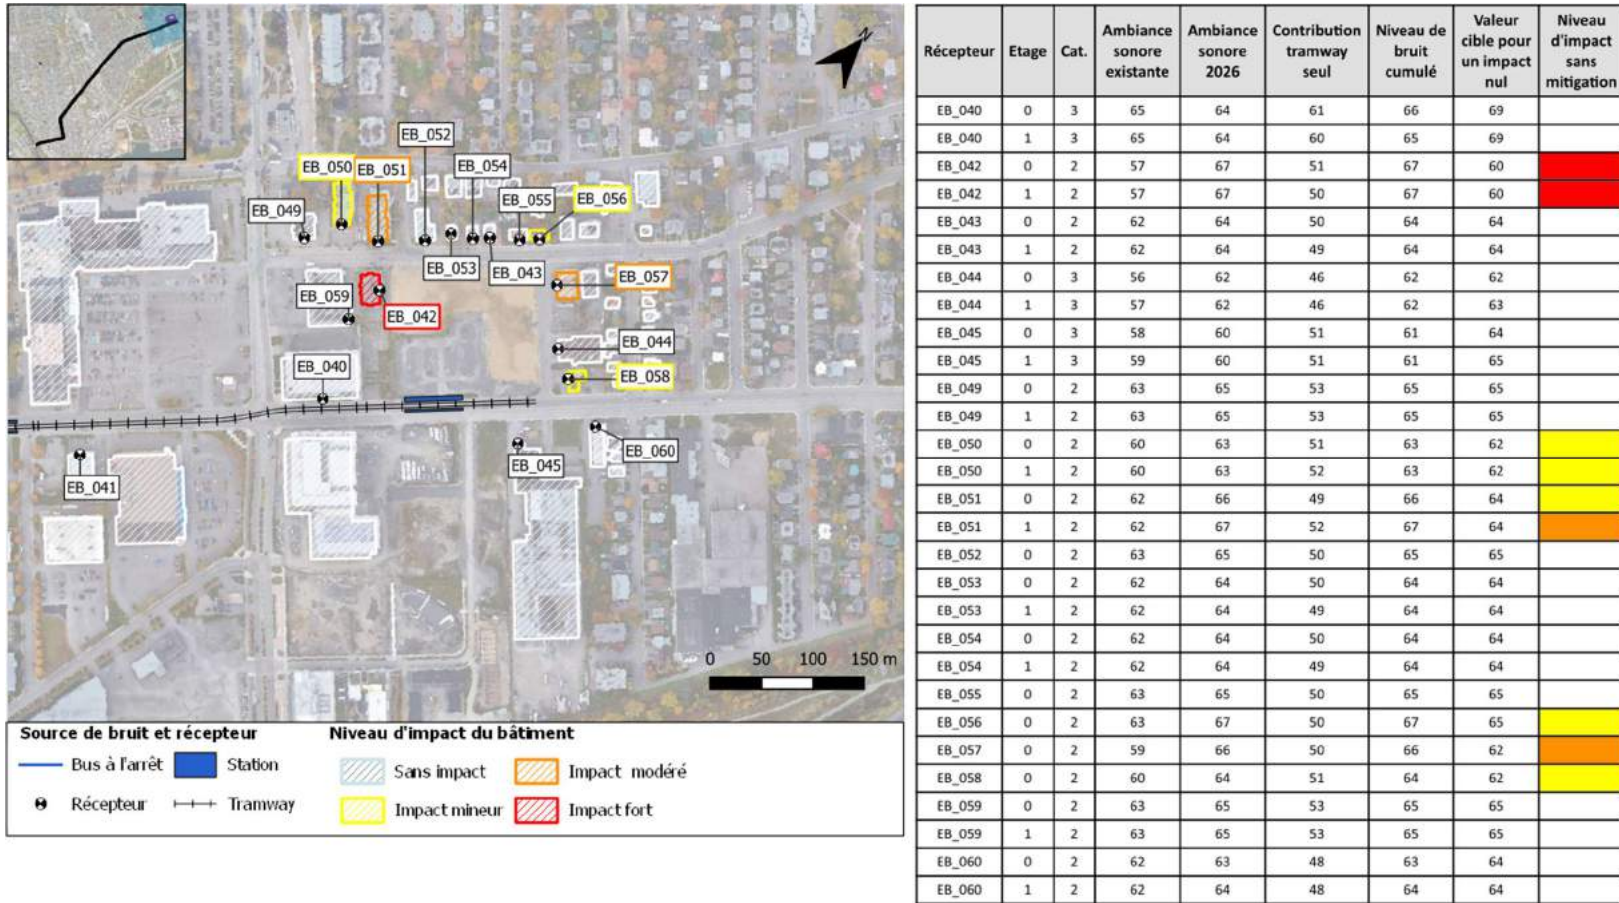 N
EB_052
EB_050
EB_051
EB_054
EB_055
EB_056
EB_049
EB_053
EB_043
EB_057
EB_059
EB_042
EB_044
EB_040
EB_058
EB_045
EB_060
EB_041
0 50 100 150 m
Source de bruit et récepteur
Bus à l'arrêt
Station
Récepteur
Tramway
Niveau d'impact du bâtiment
Sans impact
Impact modéré
Impact mineur
Impact fort
Récepteur Etage Cat. Ambiance sonore existante Ambiance sonore 2026 Contribution tramway seul Niveau de bruit cumulé Valeur cible pour un impact nul Niveau d'impact sans mitigation
EB_040 0 3 65 64 61 66 69
EB_040 1 3 65 64 60 65 69
EB_042 0 2 57 67 51 67 60
EB_042 1 2 57 67 50 67 60
EB_043 0 2 62 64 50 64 64
EB_043 1 2 62 64 49 64 64
EB_044 0 3 56 62 46 62 62
EB_044 1 3 57 62 46 62 63
EB_045 0 3 58 60 51 61 64
EB_045 1 3 59 60 51 61 65
EB_049 0 2 63 65 53 65 65
EB_049 1 2 63 65 53 65 65
EB_050 0 2 60 63 51 63 62
EB_050 1 2 60 63 52 63 62
EB_051 0 2 62 66 49 66 64
EB_051 1 2 62 67 52 67 64
EB_052 0 2 63 65 50 65 65
EB_053 0 2 62 64 50 64 64
EB_053 1 2 62 64 49 64 64
EB_054 0 2 62 64 50 64 64
EB_054 1 2 62 64 49 64 64
EB_055 0 2 63 65 50 65 65
EB_056 0 2 63 67 50 67 65
EB_057 0 2 59 66 50 66 62
EB_058 0 2 60 64 51 64 62
EB_059 0 2 63 65 53 65 65
EB_059 1 2 63 65 53 65 65
EB_060 0 2 62 63 48 63 64
EB_060 1 2 62 64 48 64 64